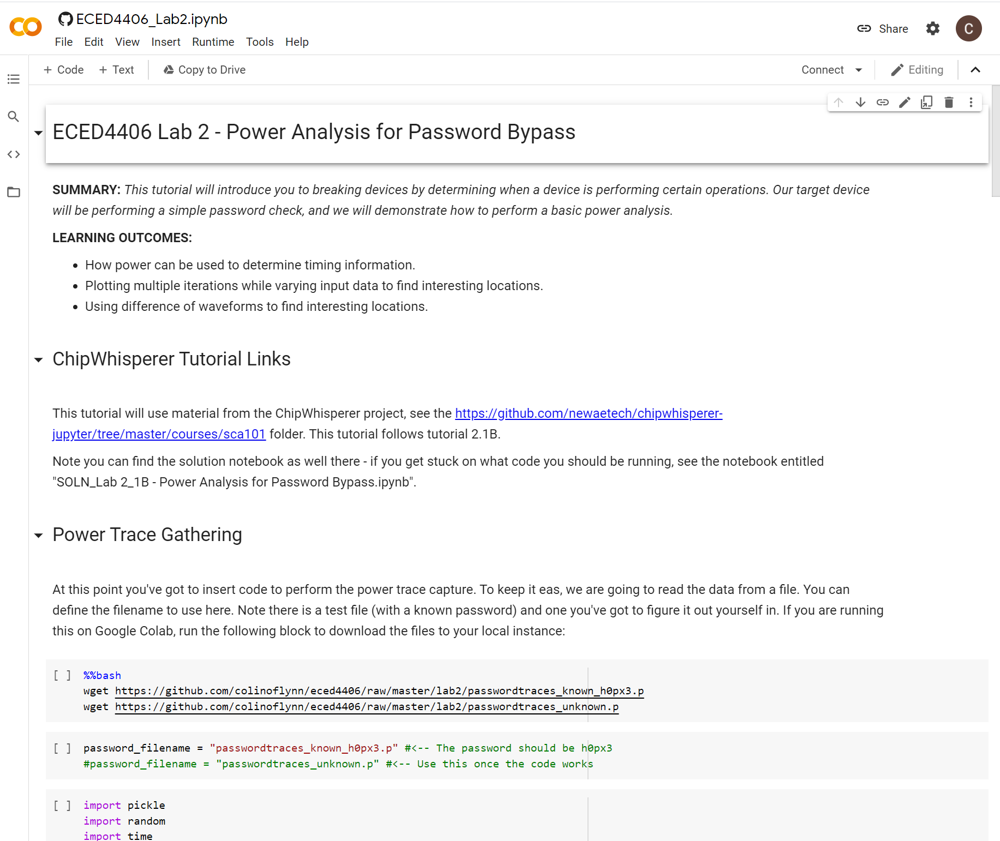 ECED4406_Lab2.ipynb
File Edit View Insert Runtime Tools Help
Share
C
+ Code + Text Copy to Drive
Connect Editing
ECED4406 Lab 2 - Power Analysis for Password Bypass
SUMMARY: This tutorial will introduce you to breaking devices by determining when a device is performing certain operations. Our target device
will be performing a simple password check, and we will demonstrate how to perform a basic power analysis.
LEARNING OUTCOMES:
• How power can be used to determine timing information.
• Plotting multiple iterations while varying input data to find interesting locations.
• Using difference of waveforms to find interesting locations.
ChipWhisperer Tutorial Links
This tutorial will use material from the ChipWhisperer project, see the https://github.com/newaetech/chipwhisperer-
jupyter/tree/master/courses/sca101 folder. This tutorial follows tutorial 2.1B.
Note you can find the solution notebook as well there - if you get stuck on what code you should be running, see the notebook entitled
"SOLN_Lab 2_1B - Power Analysis for Password Bypass.ipynb".
Power Trace Gathering
At this point you've got to insert code to perform the power trace capture. To keep it eas, we are going to read the data from a file. You can
define the filename to use here. Note there is a test file (with a known password) and one you've got to figure it out yourself in. If you are running
this on Google Colab, run the following block to download the files to your local instance:
[ ] %%bash
wget https://github.com/colinoflynn/eced4406/raw/master/lab2/passwordtraces_known_h0px3.p
wget https://github.com/colinoflynn/eced4406/raw/master/lab2/passwordtraces_unknown.p
[ ] password_filename = "passwordtraces_known_h0px3.p" #<-- The password should be h0px3
#password_filename = "passwordtraces_unknown.p" #<-- Use this once the code works
[ ] import pickle
import random
import time